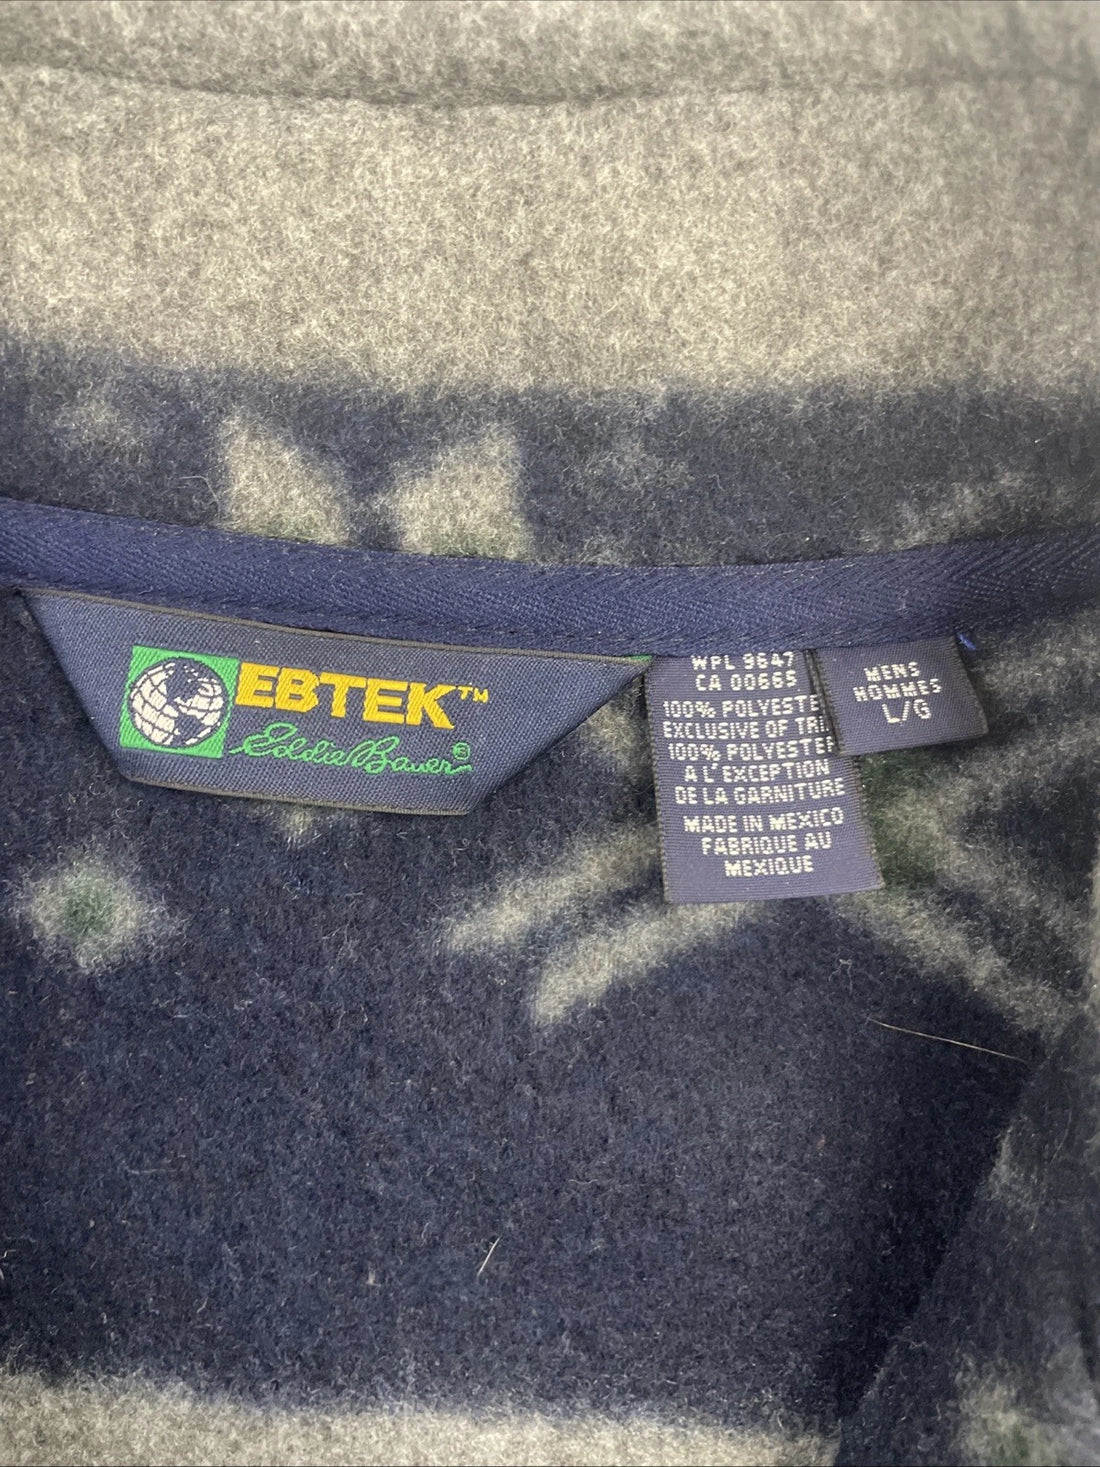 EBTEK™
Eddie Bauer®
WPL 9647
CA 00665
100% POLYESTE
EXCLUSIVE OF TRI
100% POLYESTER
A L'EXCEPTION
DE LA GARNITURE
MADE IN MEXICO
FABRIQUE AU
MEXIQUE
MENS
HOMMES
L/G